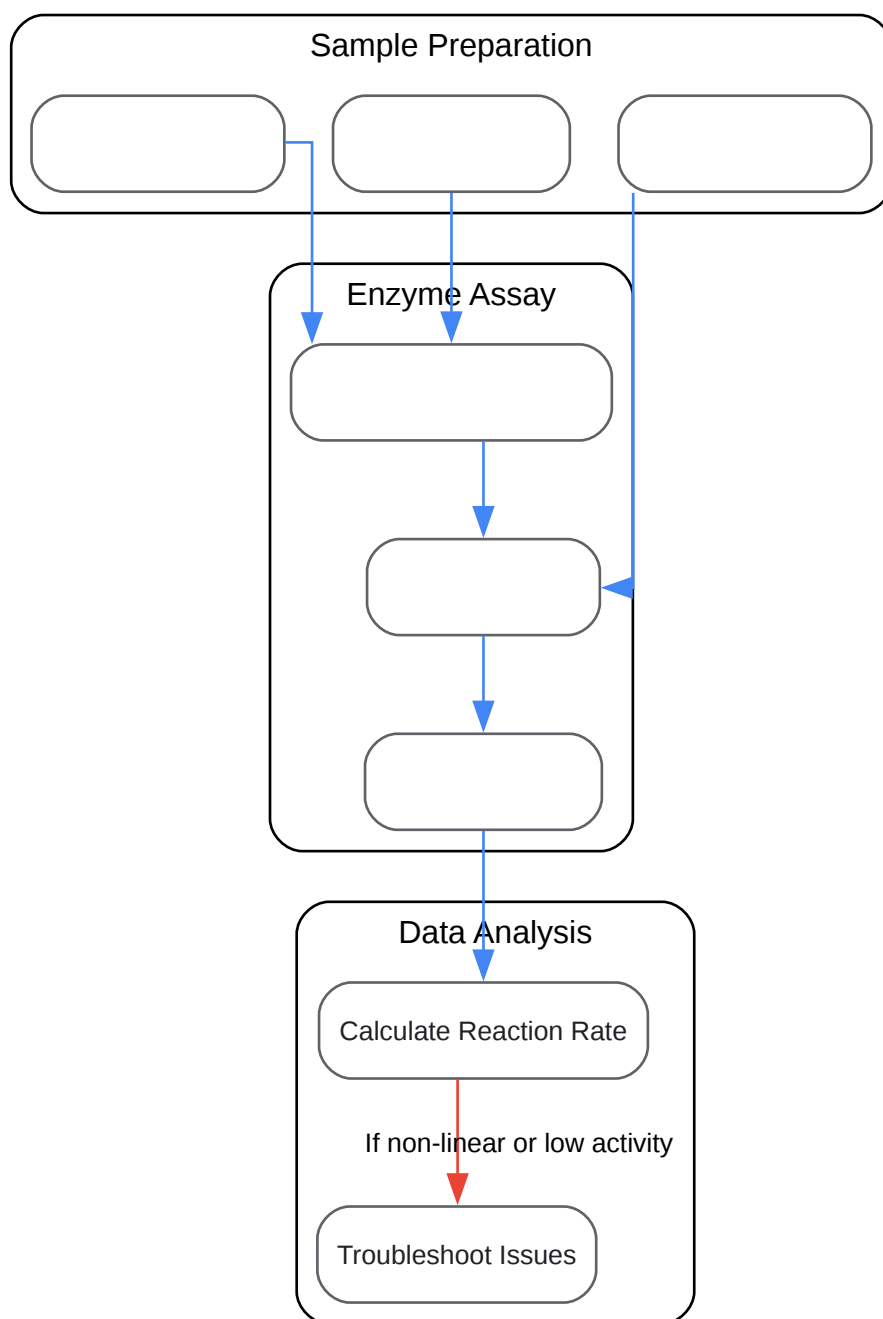 Sample Preparation
Enzyme Assay
Data Analysis
Calculate Reaction Rate
If non-linear or low activity
Troubleshoot Issues